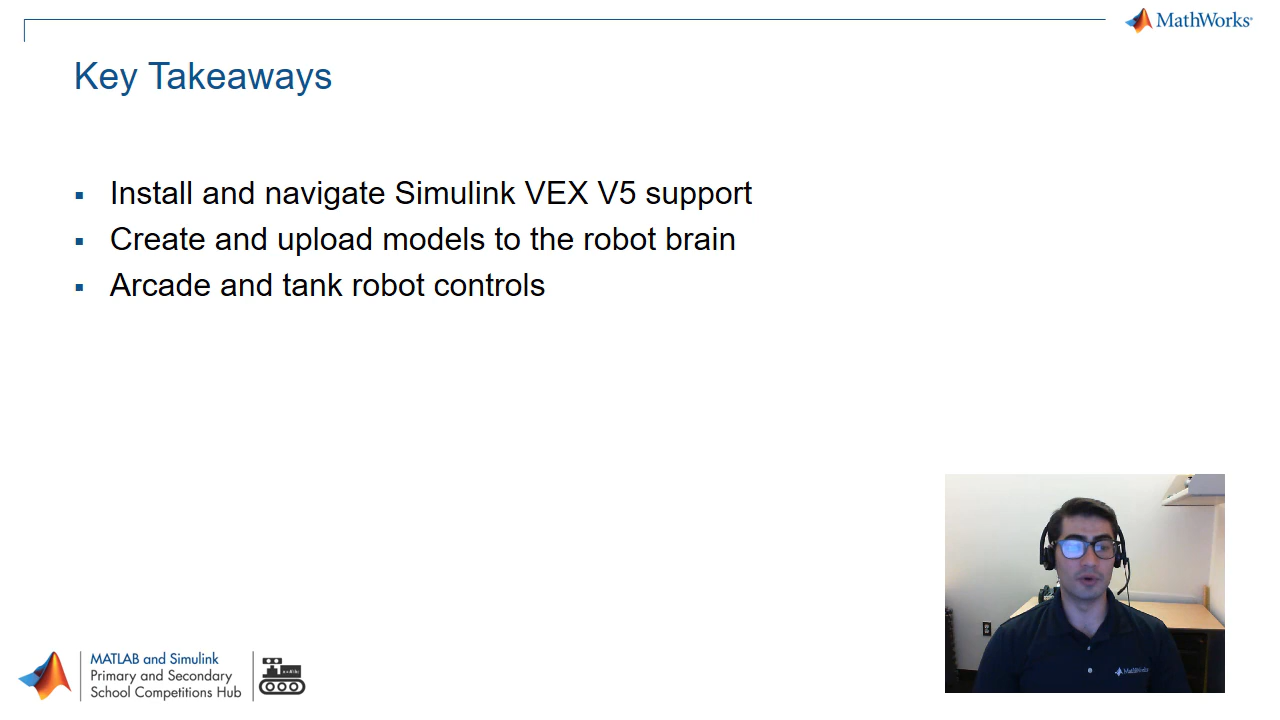 MathWorks
Key Takeaways
Install and navigate Simulink VEX V5 support
Create and upload models to the robot brain
Arcade and tank robot controls
MathWorks
MATLAB and Simulink
Primary and Secondary
School Competitions Hub